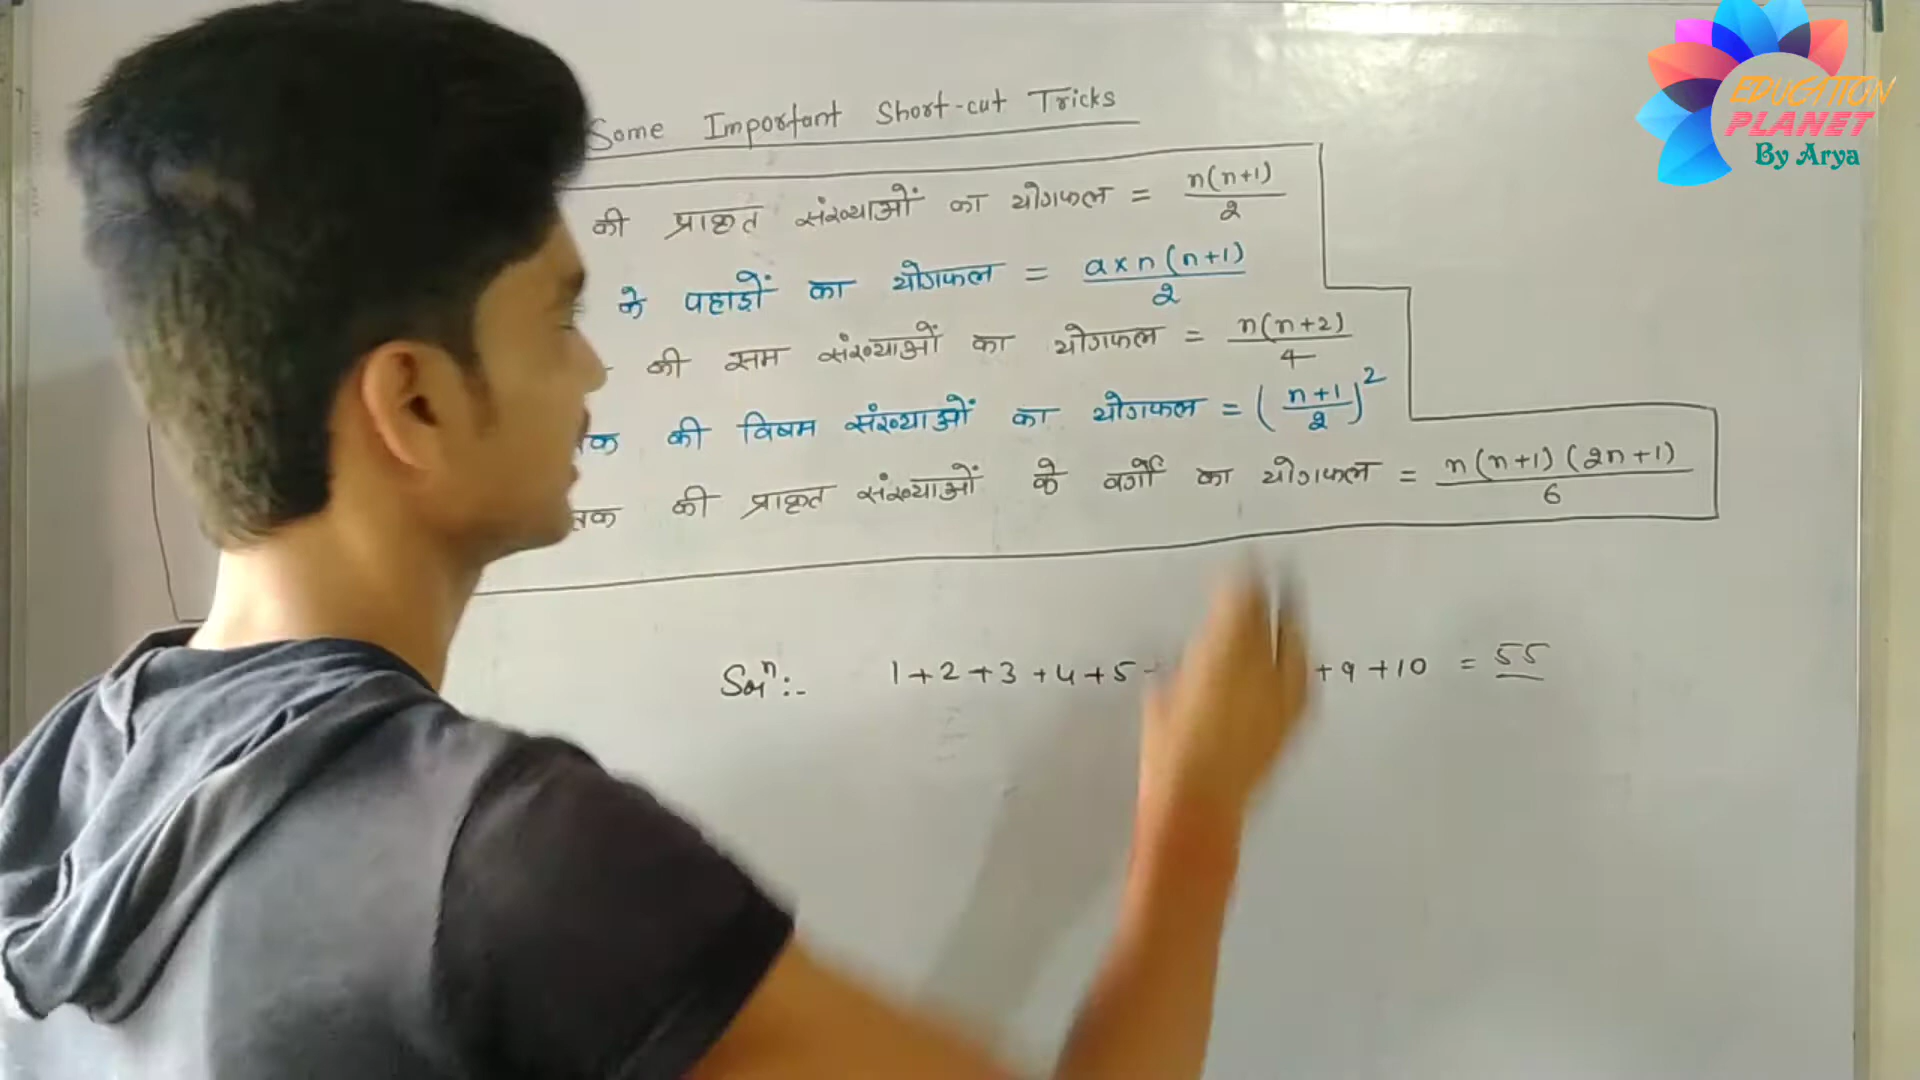 EDUCATION
PLANET
By Arya
Some Important Short-cut Tricks
की प्राकृत संख्याओं का योगफल = n(n+1)/2
के पहाड़ों का योगफल = a×n(n+1)/2
की सम संख्याओं का योगफल = n(n+2)/4
तक की विषम संख्याओं का योगफल = (n+1/2)²
तक की प्राकृत संख्याओं के वर्गों का योगफल = n(n+1)(2n+1)/6
Solⁿ:- 1+2+3+4+5 +9+10 = 55